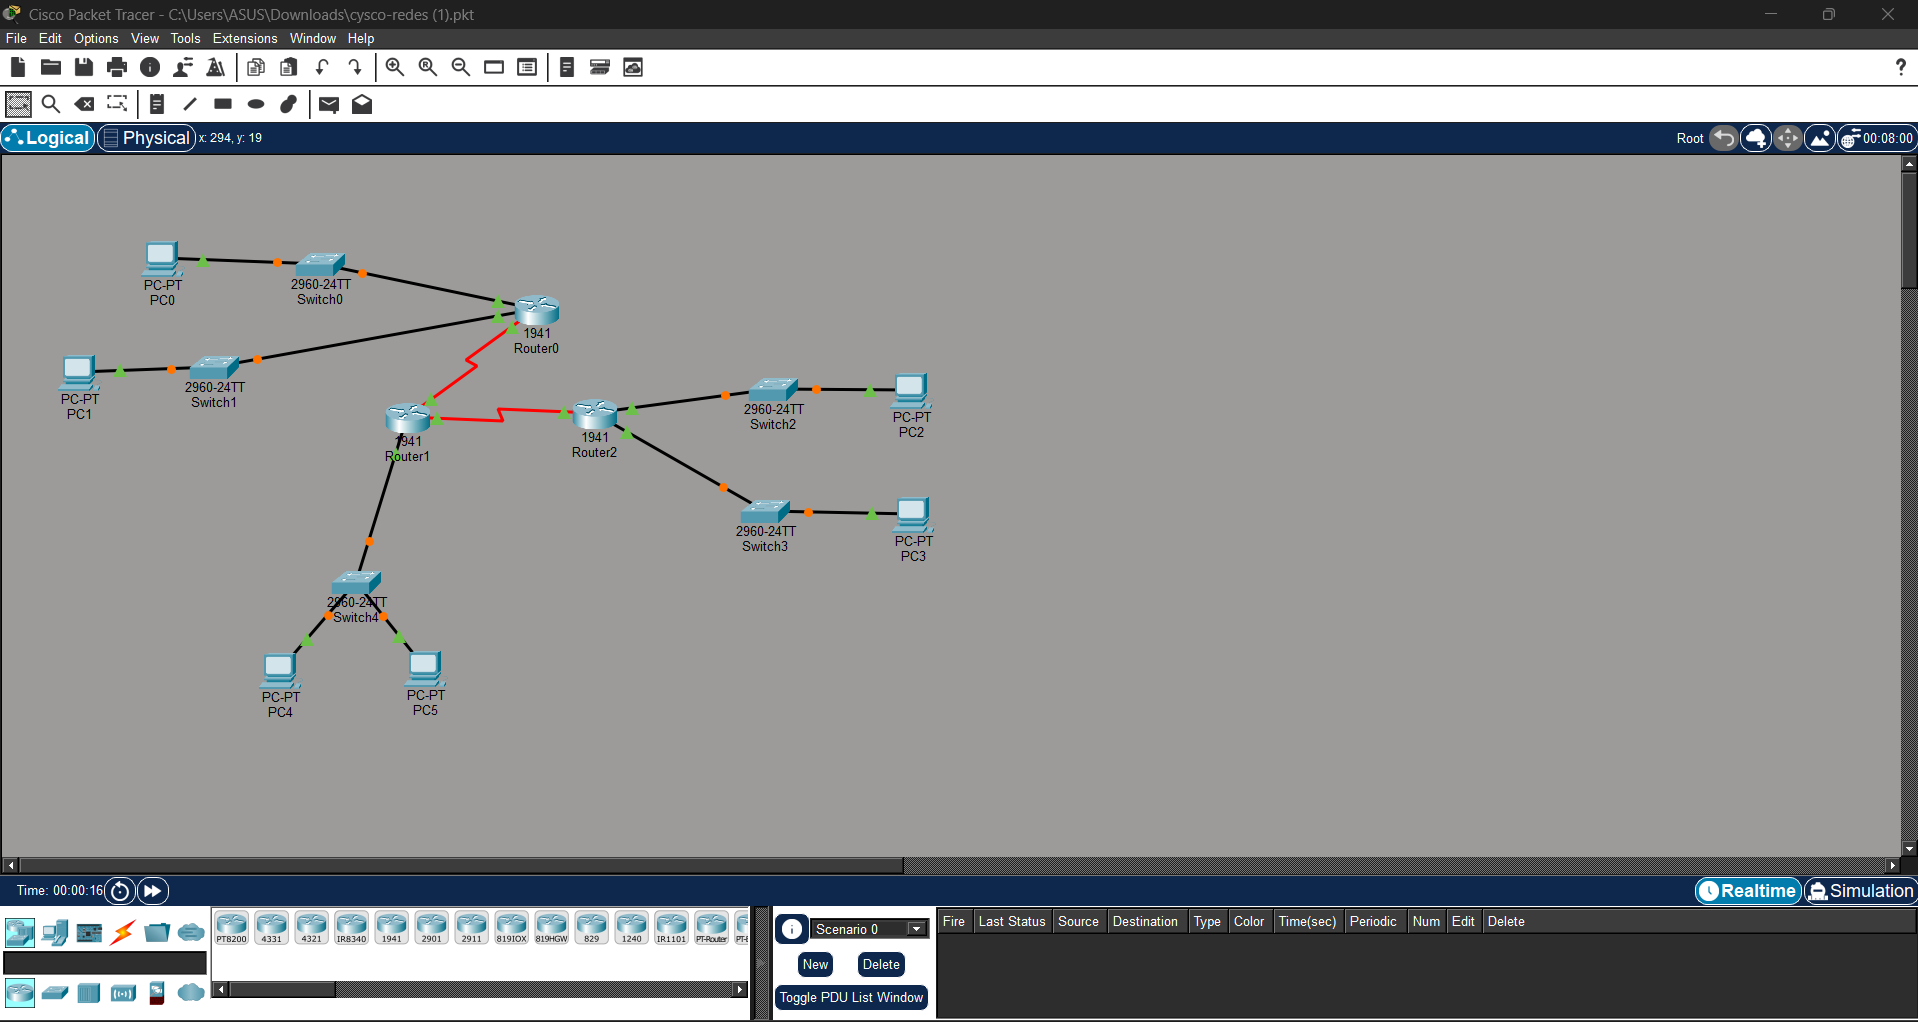 Cisco Packet Tracer - C:\Users\ASUS\Downloads\cysco-redes (1).pkt
File Edit Options View Tools Extensions Window Help
?
Logical Physical x: 294, y: 19 Root 00:08:00
PC-PT
PC0
2960-24TT
Switch0
1941
Router0
PC-PT
PC1
2960-24TT
Switch1
1941
Router1
1941
Router2
2960-24TT
Switch2
PC-PT
PC2
2960-24TT
Switch3
PC-PT
PC3
2960-24TT
Switch4
PC-PT
PC4
PC-PT
PC5
Time: 00:00:16 Realtime Simulation
PT8200 4331 4321 IR8340 1941 2901 2911 819IOX 819HGW 829 1240 IR1101 PT-Router
Scenario 0
New Delete
Toggle PDU List Window
Fire Last Status Source Destination Type Color Time(sec) Periodic Num Edit Delete